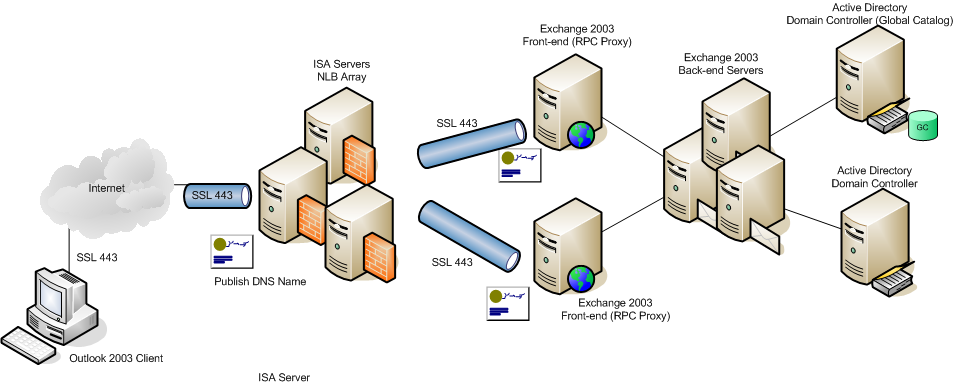 Active Directory
Domain Controller (Global Catalog)
Exchange 2003
Front-end (RPC Proxy)
Exchange 2003
Back-end Servers
ISA Servers
NLB Array
SSL 443
GC
Internet
SSL 443
Active Directory
Domain Controller
SSL 443
SSL 443
Publish DNS Name
Exchange 2003
Front-end (RPC Proxy)
Outlook 2003 Client
ISA Server